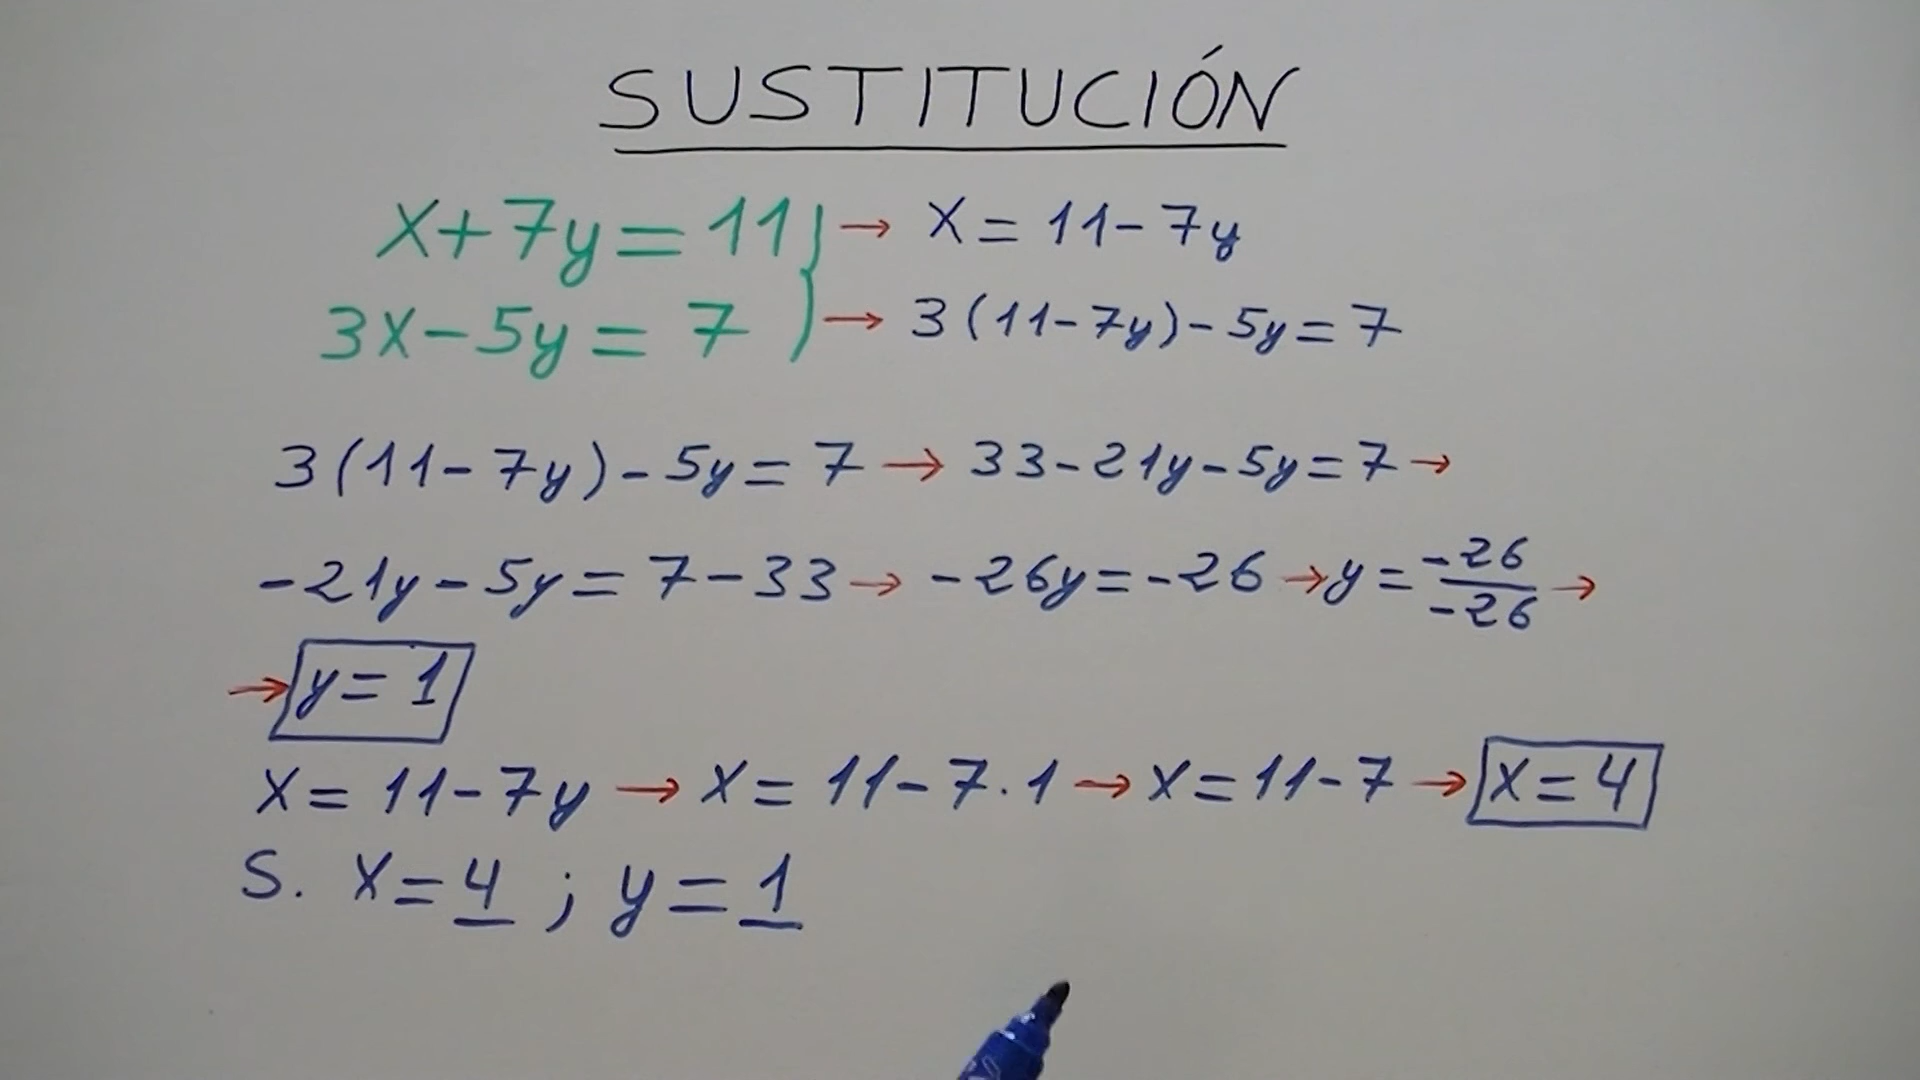 SUSTITUCIÓN
x+7y=11 → x=11-7y
3x-5y=7 → 3(11-7y)-5y=7
3(11-7y)-5y=7 → 33-21y-5y=7 →
-21y-5y=7-33 → -26y=-26 → y=-26/-26 →
→ y=1
x=11-7y → x=11-7·1 → x=11-7 → x=4
S. x=4 ; y=1